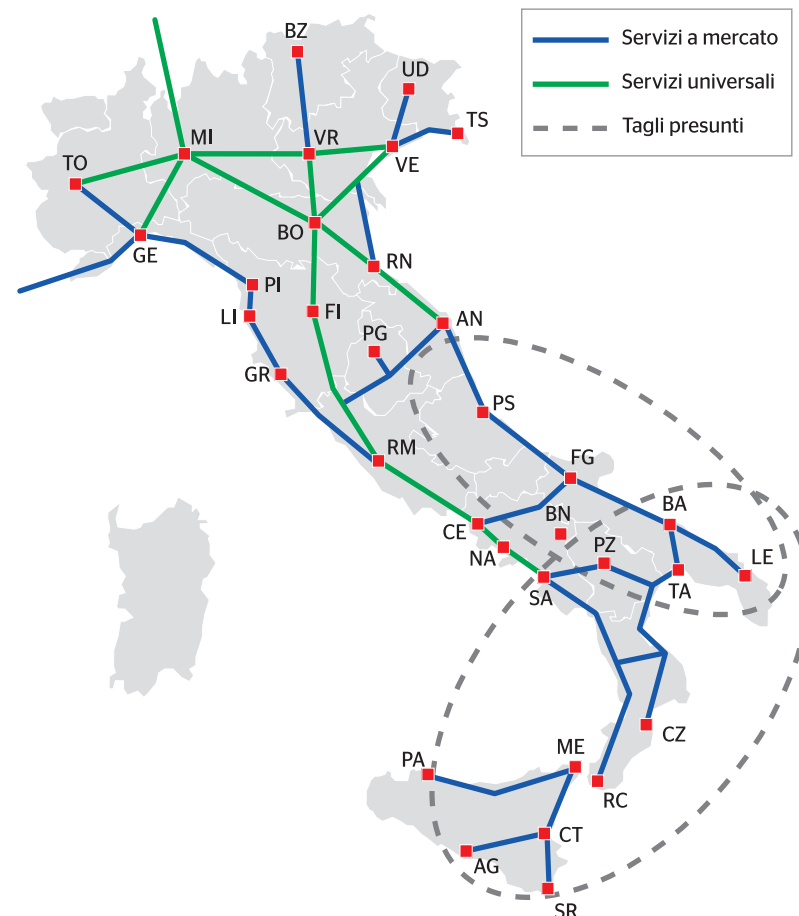 Servizi a mercato
Servizi universali
Tagli presunti
BZ
UD
TS
MI
VR
VE
TO
BO
GE
RN
PI
LI
FI
AN
PG
GR
PS
RM
FG
BA
BN
CE
PZ
LE
NA
TA
SA
CZ
ME
PA
RC
CT
AG
SR